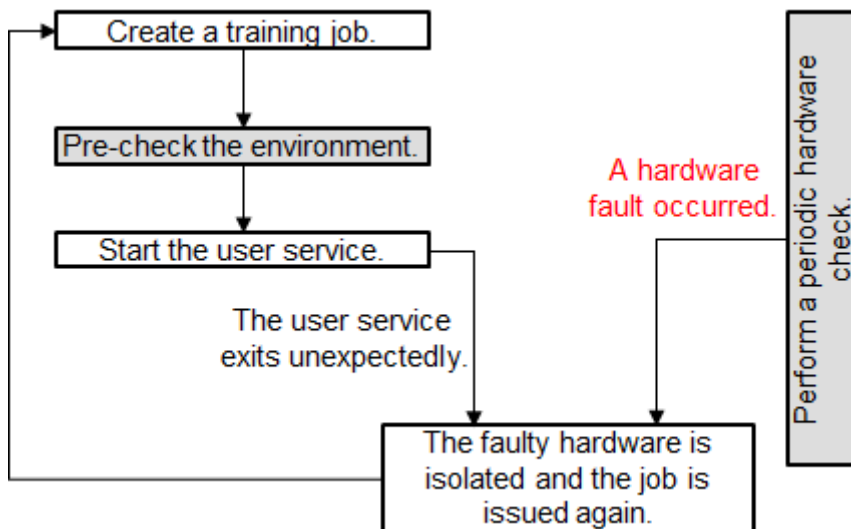 Create a training job.
Pre-check the environment.
Start the user service.
The user service
exits unexpectedly.
A hardware
fault occurred.
Perform a periodic hardware
check.
The faulty hardware is
isolated and the job is
issued again.